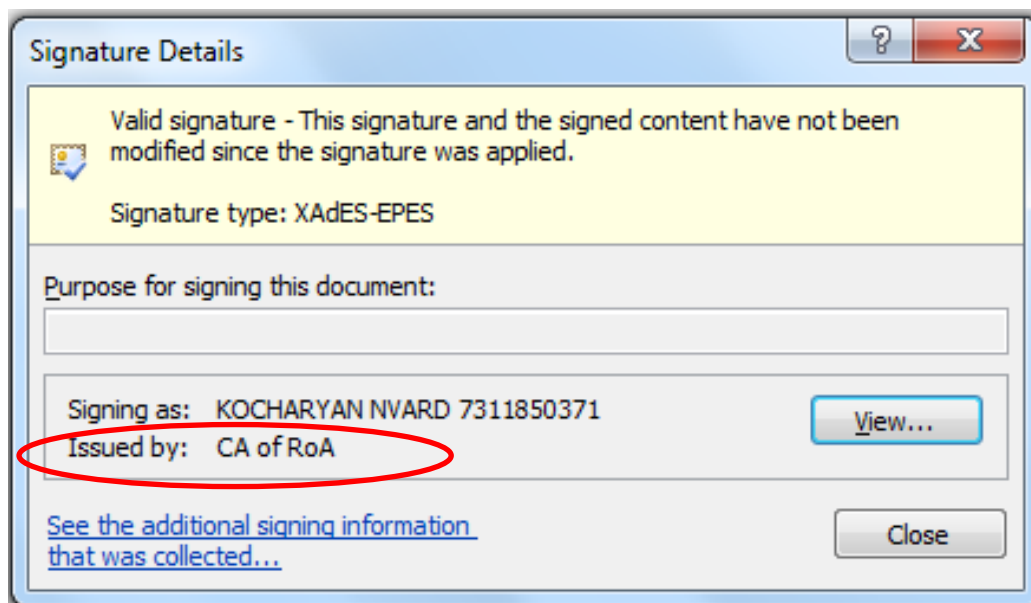 Signature Details
Valid signature - This signature and the signed content have not been
modified since the signature was applied.
Signature type: XAdES-EPES
Purpose for signing this document:
Signing as: KOCHARYAN NVARD 7311850371
Issued by: CA of RoA
View...
See the additional signing information
that was collected...
Close